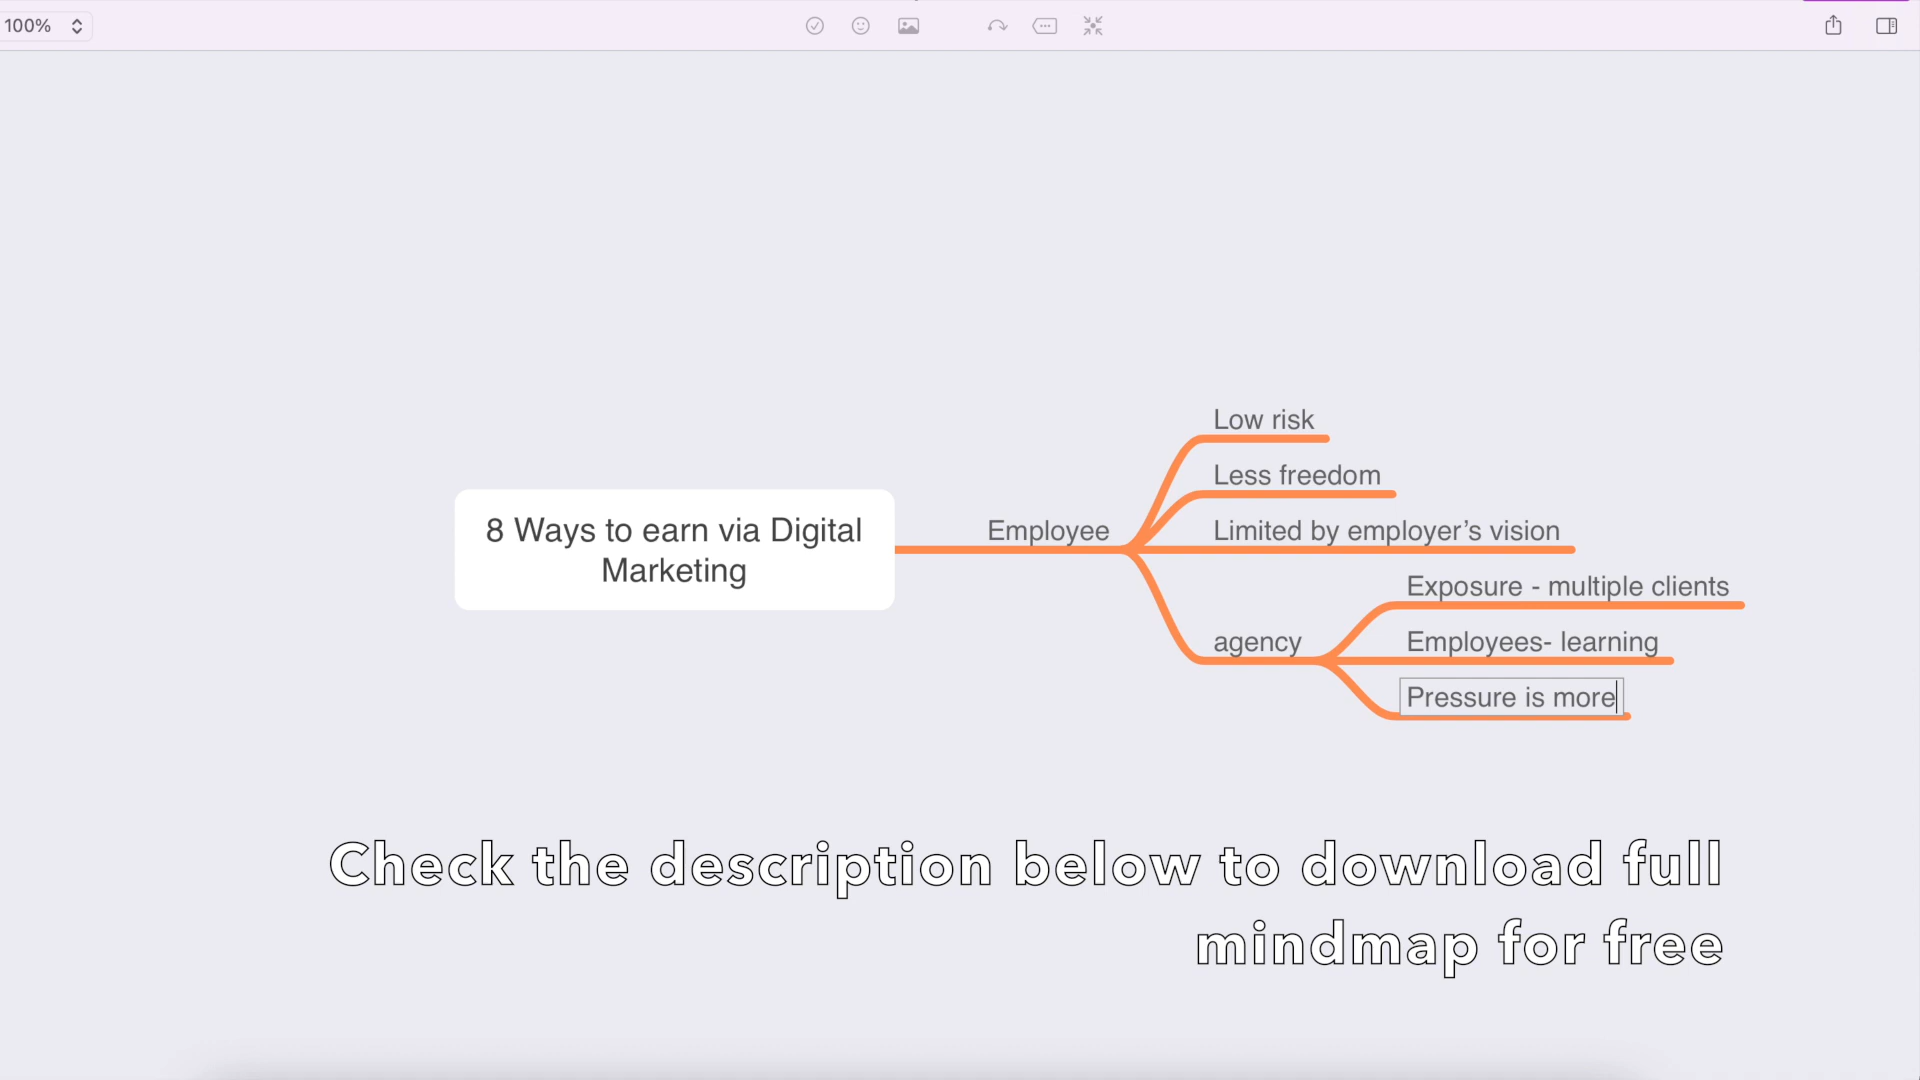 100%
Low risk
Less freedom
8 Ways to earn via Digital
Marketing
Employee
Limited by employer’s vision
Exposure - multiple clients
agency
Employees- learning
Pressure is more
Check the description below to download full
mindmap for free